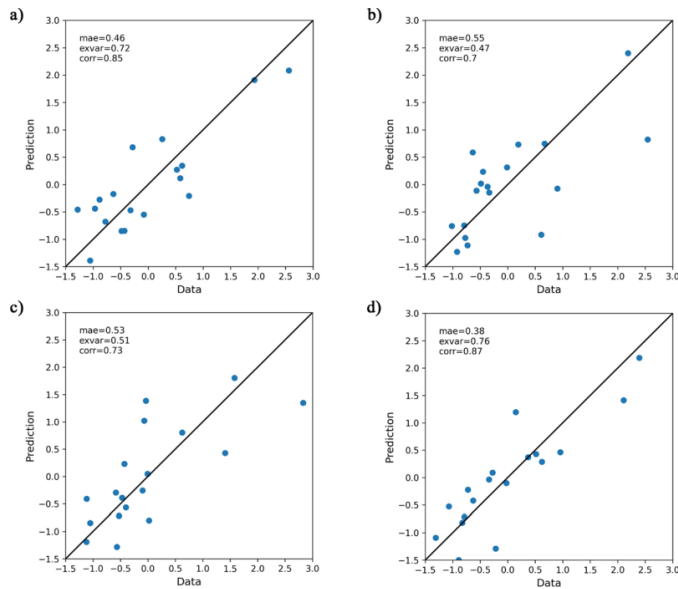 a)
mae=0.46
exvar=0.72
corr=0.85
3.0
2.5
2.0
1.5
1.0
0.5
0.0
−0.5
−1.0
−1.5
Prediction
−1.5 −1.0 −0.5 0.0 0.5 1.0 1.5 2.0 2.5 3.0
Data
b)
mae=0.55
exvar=0.47
corr=0.7
3.0
2.5
2.0
1.5
1.0
0.5
0.0
−0.5
−1.0
−1.5
Prediction
−1.5 −1.0 −0.5 0.0 0.5 1.0 1.5 2.0 2.5 3.0
Data
c)
mae=0.53
exvar=0.51
corr=0.73
3.0
2.5
2.0
1.5
1.0
0.5
0.0
−0.5
−1.0
−1.5
Prediction
−1.5 −1.0 −0.5 0.0 0.5 1.0 1.5 2.0 2.5 3.0
Data
d)
mae=0.38
exvar=0.76
corr=0.87
3.0
2.5
2.0
1.5
1.0
0.5
0.0
−0.5
−1.0
−1.5
Prediction
−1.5 −1.0 −0.5 0.0 0.5 1.0 1.5 2.0 2.5 3.0
Data